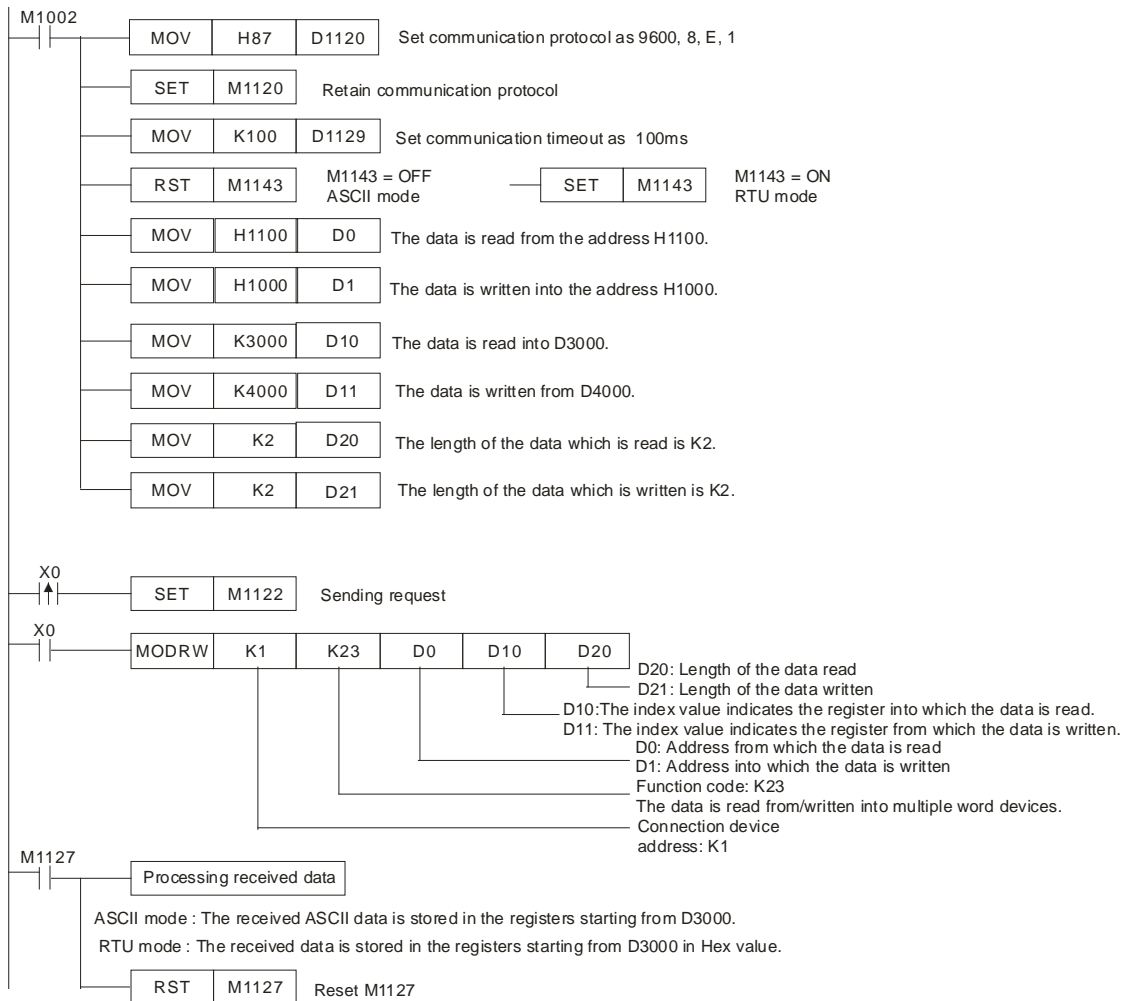 M1002
MOV H87 D1120 Set communication protocol as 9600, 8, E, 1
SET M1120 Retain communication protocol
MOV K100 D1129 Set communication timeout as 100ms
RST M1143 M1143 = OFF
ASCII mode
SET M1143 M1143 = ON
RTU mode
MOV H1100 D0 The data is read from the address H1100.
MOV H1000 D1 The data is written into the address H1000.
MOV K3000 D10 The data is read into D3000.
MOV K4000 D11 The data is written from D4000.
MOV K2 D20 The length of the data which is read is K2.
MOV K2 D21 The length of the data which is written is K2.
X0
SET M1122 Sending request
X0
MODRW K1 K23 D0 D10 D20
D20: Length of the data read
D21: Length of the data written
D10:The index value indicates the register into which the data is read.
D11: The index value indicates the register from which the data is written.
D0: Address from which the data is read
D1: Address into which the data is written
Function code: K23
The data is read from/written into multiple word devices.
Connection device
address: K1
M1127
Processing received data
ASCII mode : The received ASCII data is stored in the registers starting from D3000.
RTU mode : The received data is stored in the registers starting from D3000 in Hex value.
RST M1127 Reset M1127